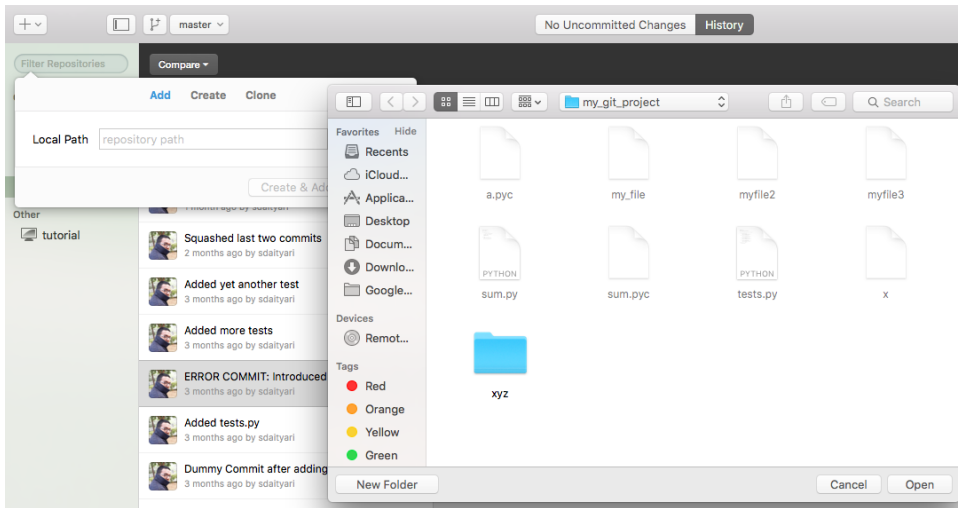 master
No Uncommitted Changes
History
Filter Repositories
Compare
Add
Create
Clone
Local Path
repository path
Create & Add
Other
tutorial
1 month ago by sdaityari
Squashed last two commits
2 months ago by sdaityari
Added yet another test
3 months ago by sdaityari
Added more tests
3 months ago by sdaityari
ERROR COMMIT: Introduced
3 months ago by sdaityari
Added tests.py
3 months ago by sdaityari
Dummy Commit after adding
3 months ago by sdaityari
my_git_project
Search
Favorites Hide
Recents
iCloud...
Applica...
Desktop
Docum...
Downlo...
Google...
Devices
Remot...
Tags
Red
Orange
Yellow
Green
a.pyc
my_file
myfile2
myfile3
PYTHON
sum.py
sum.pyc
PYTHON
tests.py
x
xyz
New Folder
Cancel
Open